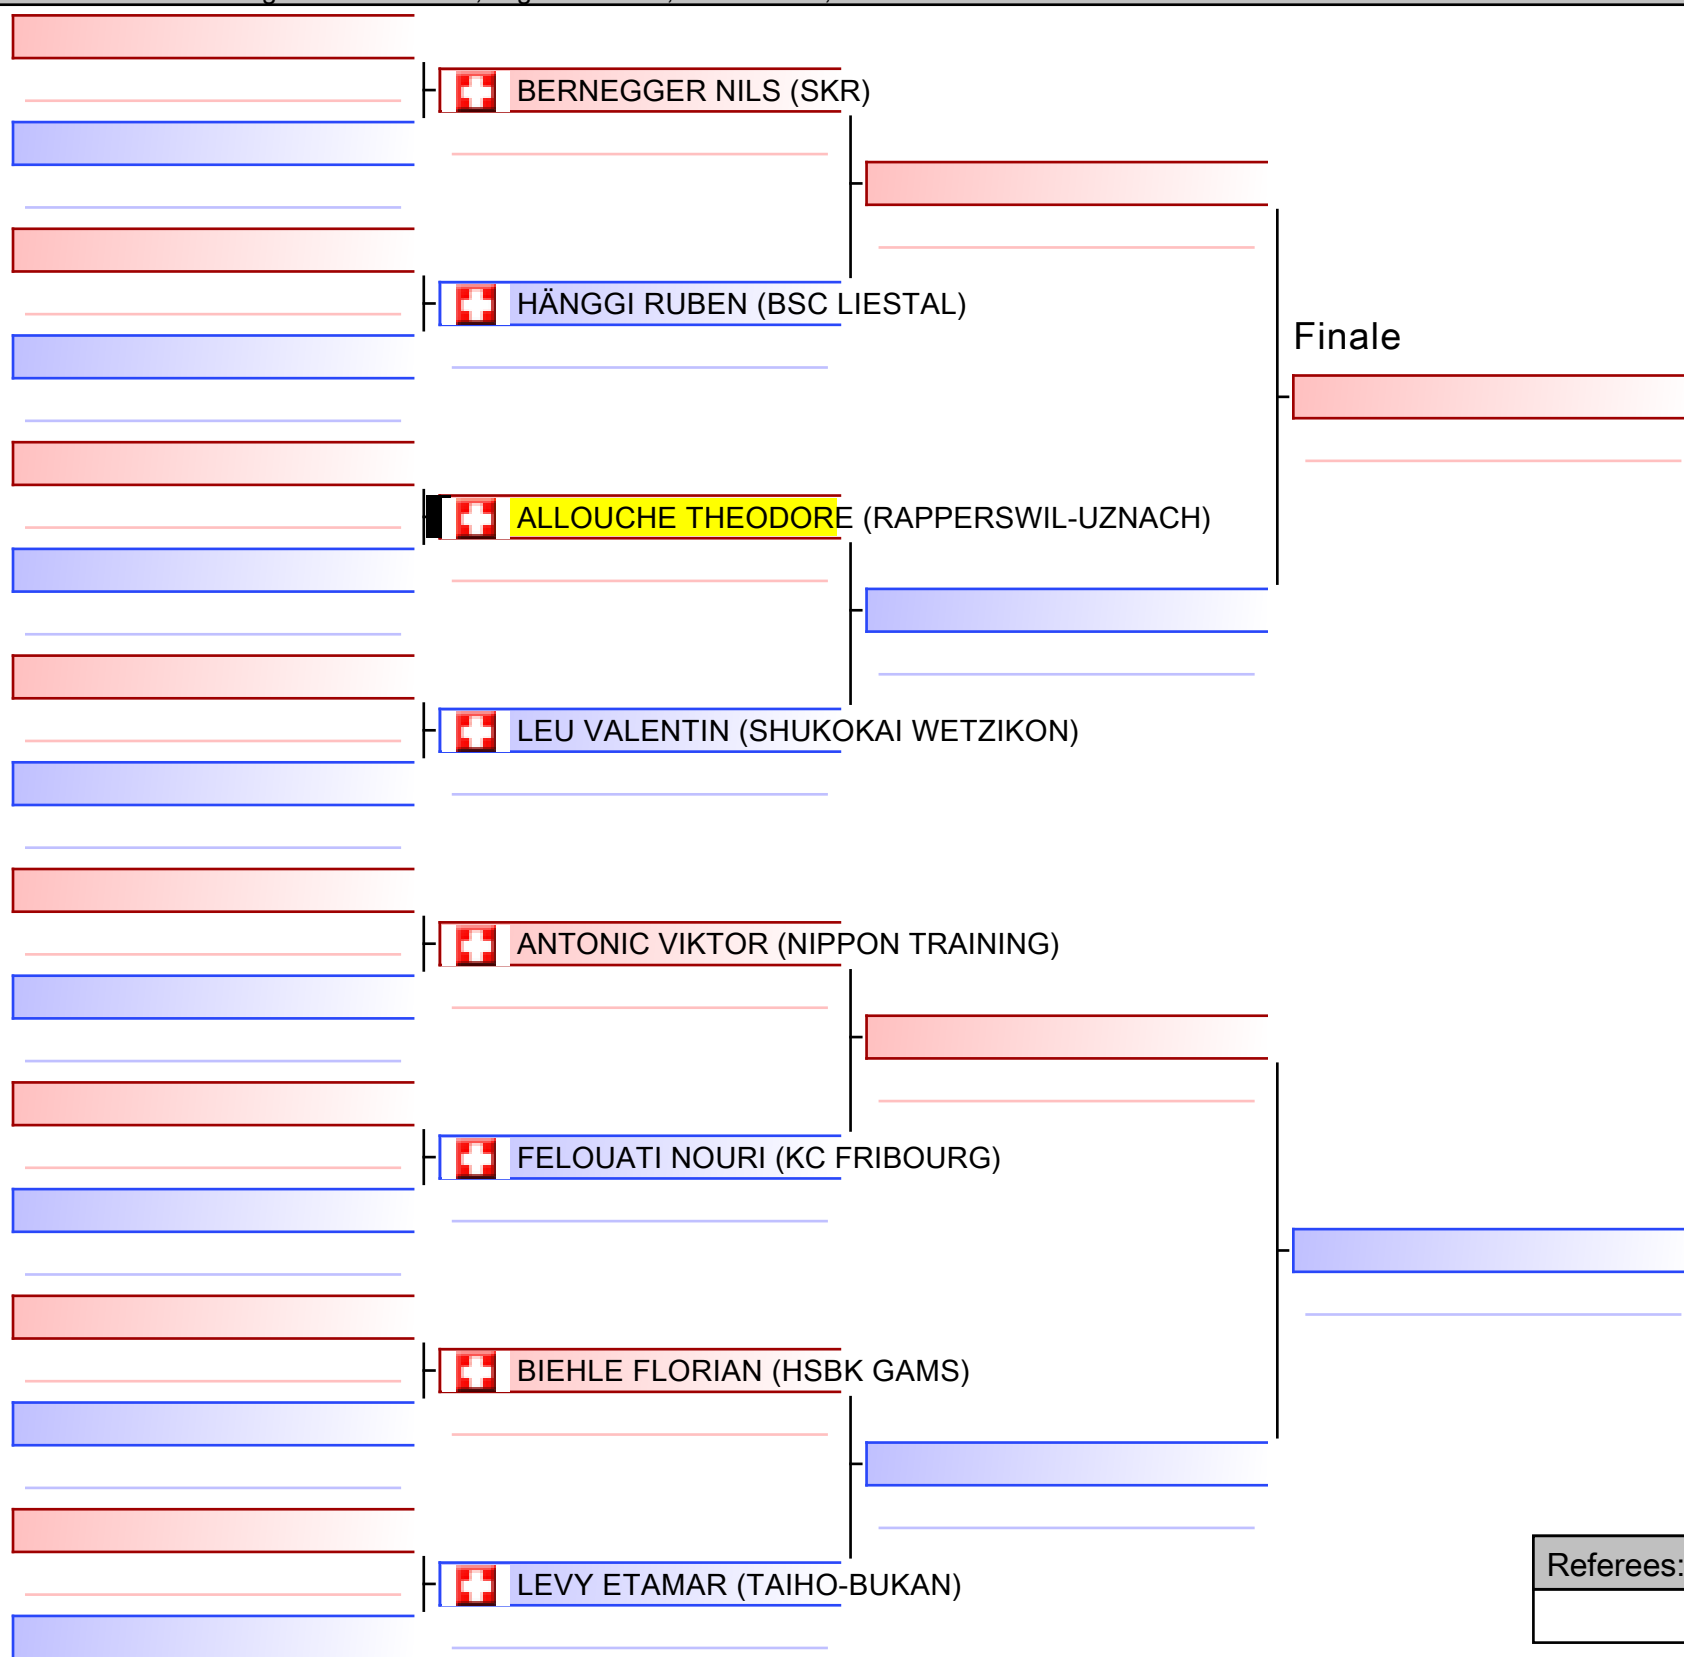 BERNEGGER NILS (SKR)
HÄNGGI RUBEN (BSC LIESTAL)
Finale
ALLOUCHE THEODORE (RAPPERSWIL-UZNACH)
LEU VALENTIN (SHUKOKAI WETZIKON)
ANTONIC VIKTOR (NIPPON TRAINING)
FELOUATI NOURI (KC FRIBOURG)
BIEHLE FLORIAN (HSBK GAMS)
LEVY ETAMAR (TAIHO-BUKAN)
Referees: